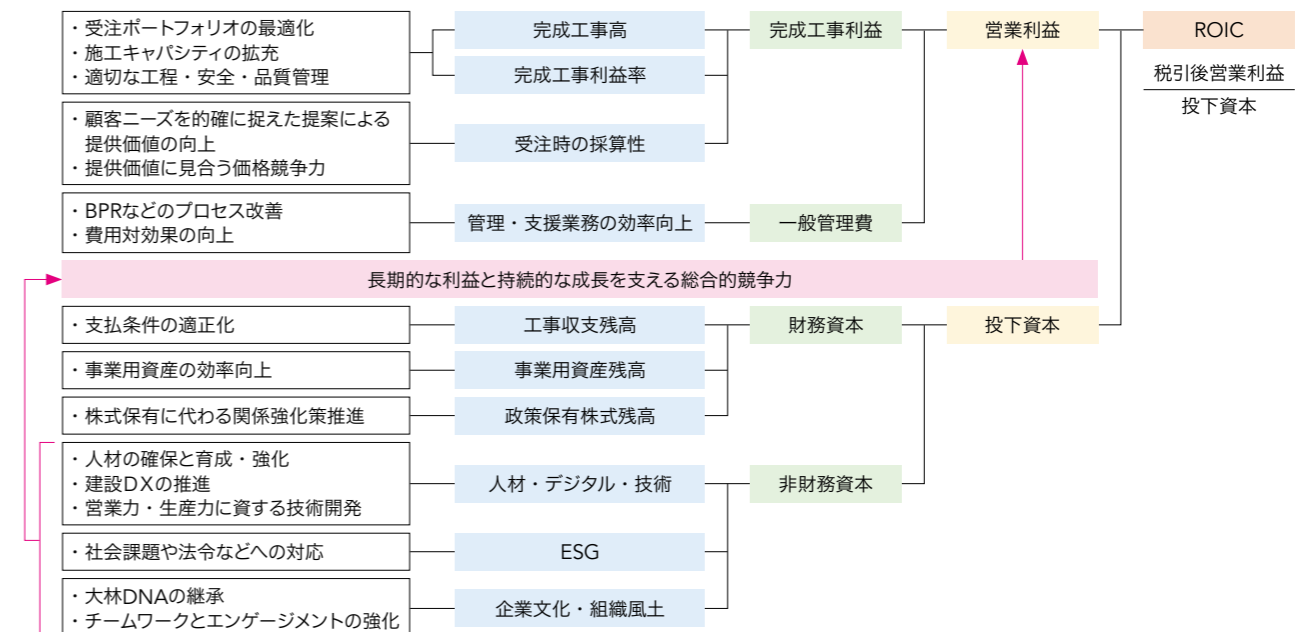 ・受注ポートフォリオの最適化
・施工キャパシティの拡充
・適切な工程・安全・品質管理
完成工事高
完成工事利益率
完成工事利益
営業利益
ROIC
税引後営業利益
投下資本
・顧客ニーズを的確に捉えた提案による
提供価値の向上
・提供価値に見合う価格競争力
受注時の採算性
・BPRなどのプロセス改善
・費用対効果の向上
管理・支援業務の効率向上
一般管理費
長期的な利益と持続的な成長を支える総合的競争力
・支払条件の適正化
工事収支残高
財務資本
投下資本
・事業用資産の効率向上
事業用資産残高
・株式保有に代わる関係強化策推進
政策保有株式残高
・人材の確保と育成・強化
・建設DXの推進
・営業力・生産力に資する技術開発
人材・デジタル・技術
非財務資本
・社会課題や法令などへの対応
ESG
・大林DNAの継承
・チームワークとエンゲージメントの強化
企業文化・組織風土